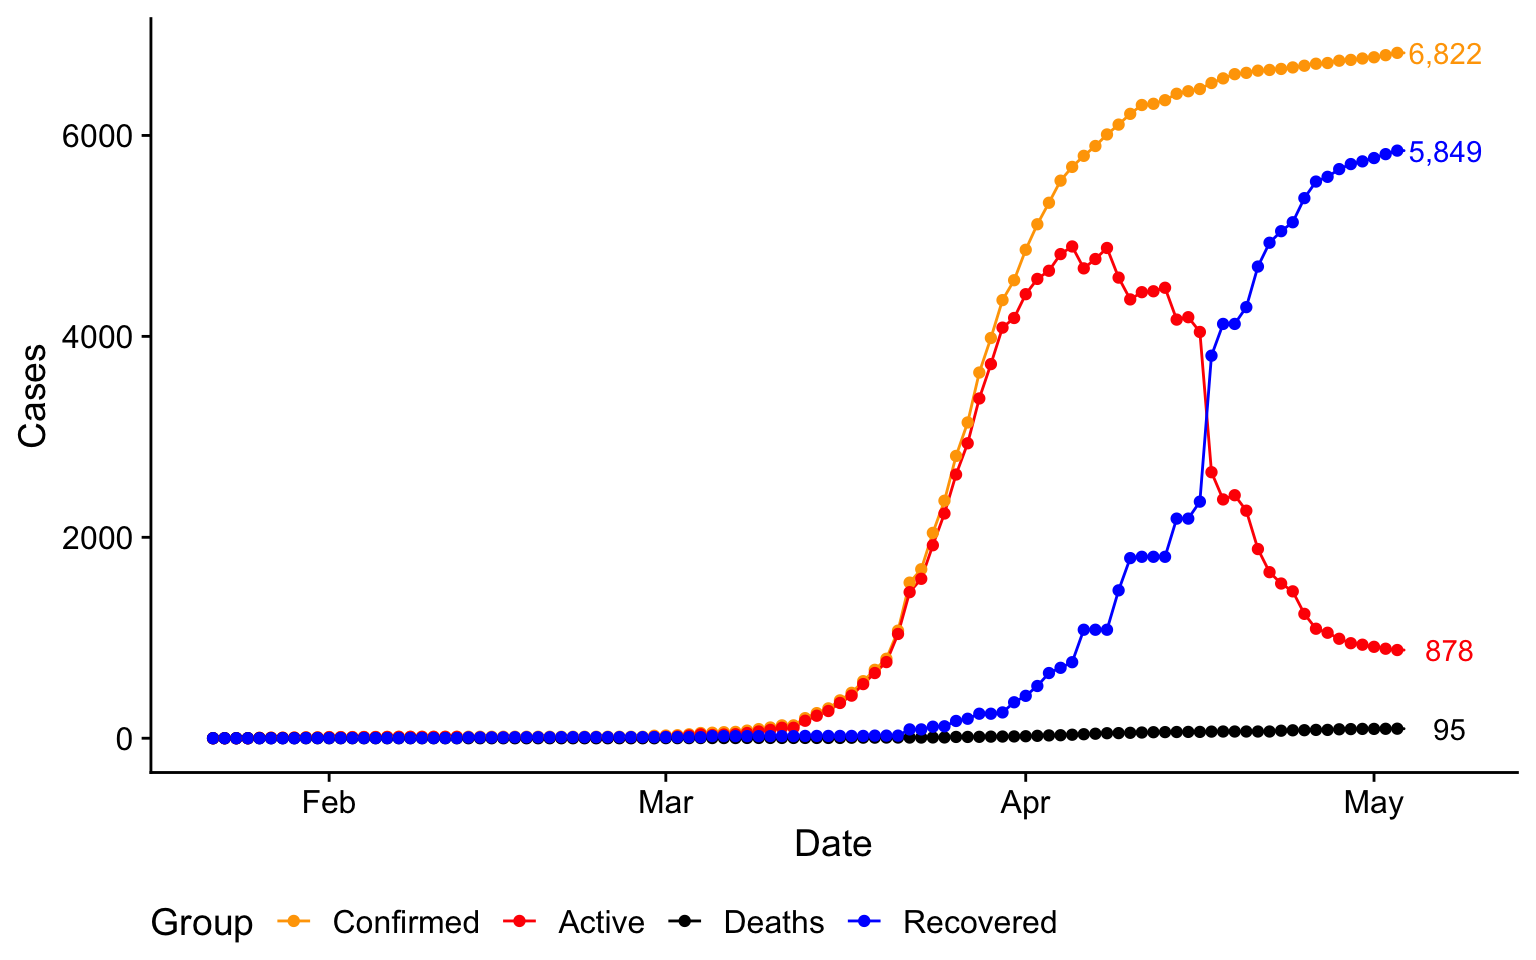 6,822
6000
5,849
4000
Cases
2000
878
95
0
Feb Mar Apr May
Date
Group Confirmed Active Deaths Recovered